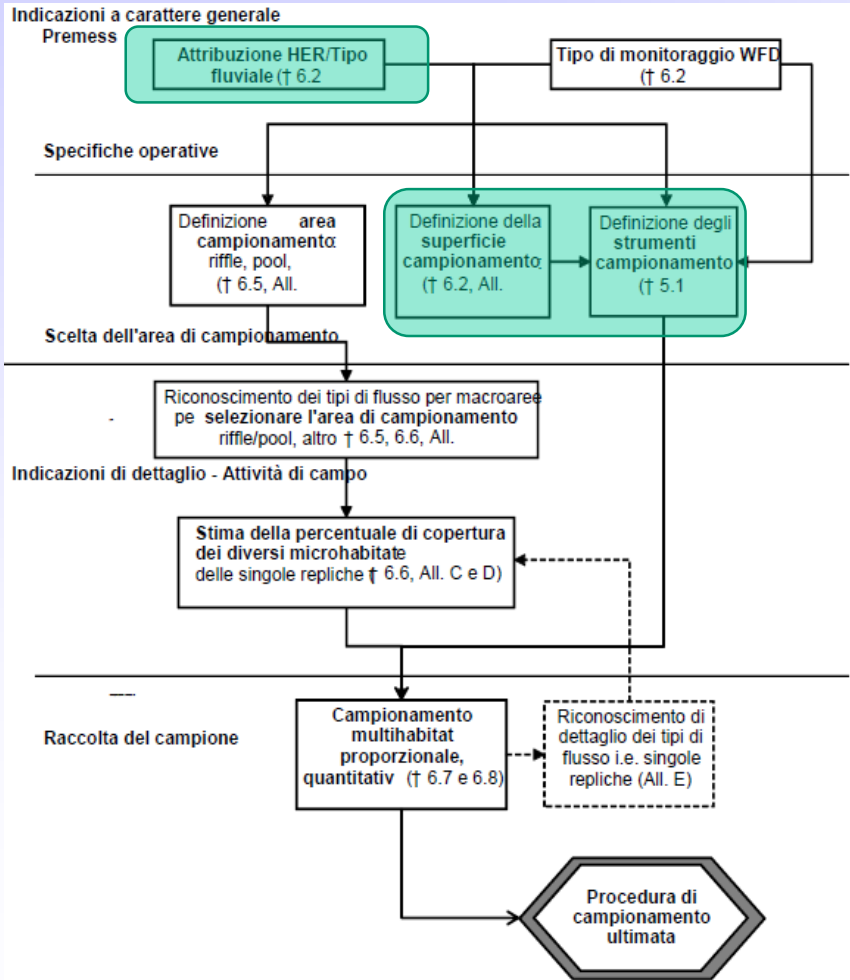 Indicazioni a carattere generale
Premess
Attribuzione HER/Tipo
fluviale († 6.2
Tipo di monitoraggio WFD
(† 6.2
Specifiche operative
Definizione area
campionamento:
riffle, pool,
(† 6.5, All.
Definizione della
superficie
campionamento:
(† 6.2, All.
Definizione degli
strumenti
campionamento
(† 5.1
Scelta dell'area di campionamento
Riconoscimento dei tipi di flusso per macroaree
pe selezionare l'area di campionamento
riffle/pool, altro † 6.5, 6.6, All.
Indicazioni di dettaglio - Attività di campo
Stima della percentuale di copertura
dei diversi microhabitate
delle singole repliche († 6.6, All. C e D)
Raccolta del campione
Campionamento
multihabitat
proporzionale,
quantitativ († 6.7 e 6.8)
Riconoscimento di
dettaglio dei tipi di
flusso i.e. singole
repliche (All. E)
Procedura di
campionamento
ultimata